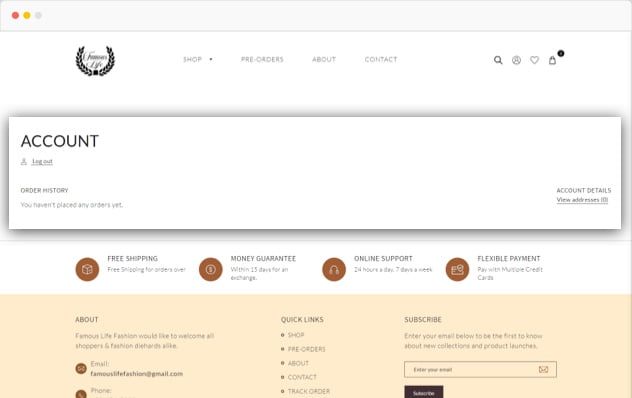 Famous
Life
SHOP
PRE-ORDERS
ABOUT
CONTACT
ACCOUNT
Log out
ORDER HISTORY
ACCOUNT DETAILS
You haven't placed any orders yet.
View addresses (0)
FREE SHIPPING
Free Shipping for orders over
MONEY GUARANTEE
Within 15 days for an
exchange.
ONLINE SUPPORT
24 hours a day, 7 days a week
FLEXIBLE PAYMENT
Pay with Multiple Credit
Cards
ABOUT
Famous Life Fashion would like to welcome all
shoppers & fashion diehards alike.
Email:
famouslifefashion@gmail.com
Phone:
QUICK LINKS
SHOP
PRE-ORDERS
ABOUT
CONTACT
TRACK ORDER
SUBSCRIBE
Enter your email below to be the first to know
about new collections and product launches.
Enter your email
Subscribe